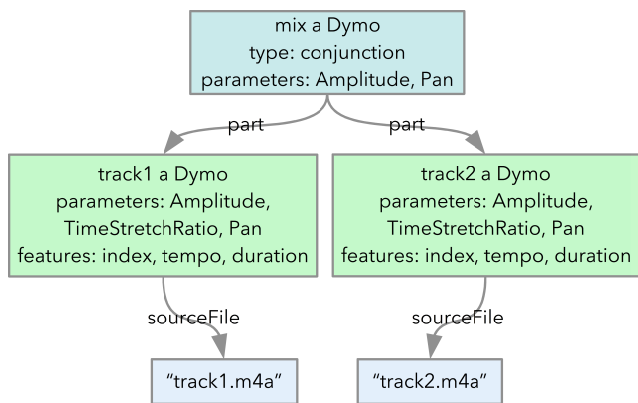 mix a Dymo
type: conjunction
parameters: Amplitude, Pan
part
part
track1 a Dymo
parameters: Amplitude,
TimeStretchRatio, Pan
features: index, tempo, duration
track2 a Dymo
parameters: Amplitude,
TimeStretchRatio, Pan
features: index, tempo, duration
sourceFile
sourceFile
“track1.m4a”
“track2.m4a”